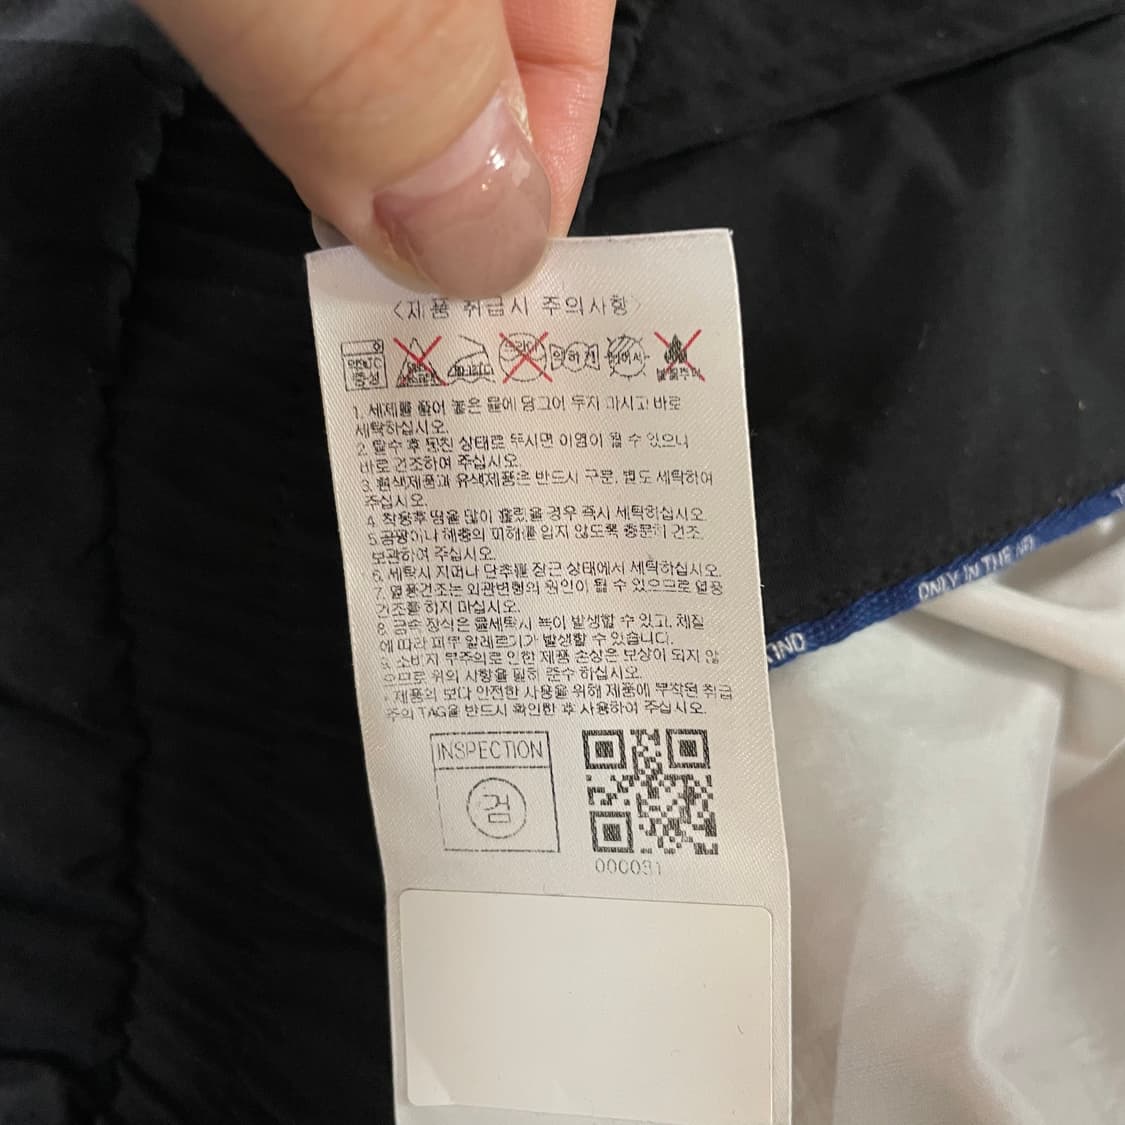 <제품 취급시 주의사항>
약하게
1. 세제를 풀어 놓은 물에 담그어 두지 마시고 바로
세탁하십시오.
2. 탈수 후 뭉친 상태로 두시면 이염이 될 수 있으니
바로 건조하여 주십시오.
3. 흰색제품과 유색제품은 반드시 구분, 별도 세탁하여
주십시오.
4. 착용후 땀을 많이 흘렸을 경우 즉시 세탁하십시오.
5. 곰팡이나 해충의 피해를 입지 않도록 충분히 건조
보관하여 주십시오.
6. 세탁시 지퍼나 단추를 잠근 상태에서 세탁하십시오.
7. 열풍건조는 외관변형의 원인이 될 수 있으므로 열풍
건조를 하지 마십시오.
8. 금속 장식은 물세탁시 녹이 발생할 수 있고, 체질
에 따라 피부 알레르기가 발생할 수 있습니다.
9. 소비자 부주의로 인한 제품 손상은 보상이 되지 않
으므로 위의 사항을 필히 준수 하십시오.
제품의 보다 안전한 사용을 위해 제품에 부착된 취급
주의 TAG을 반드시 확인한 후 사용하여 주십시오.
INSPECTION
검
000031
ONLY IN THE
KIND